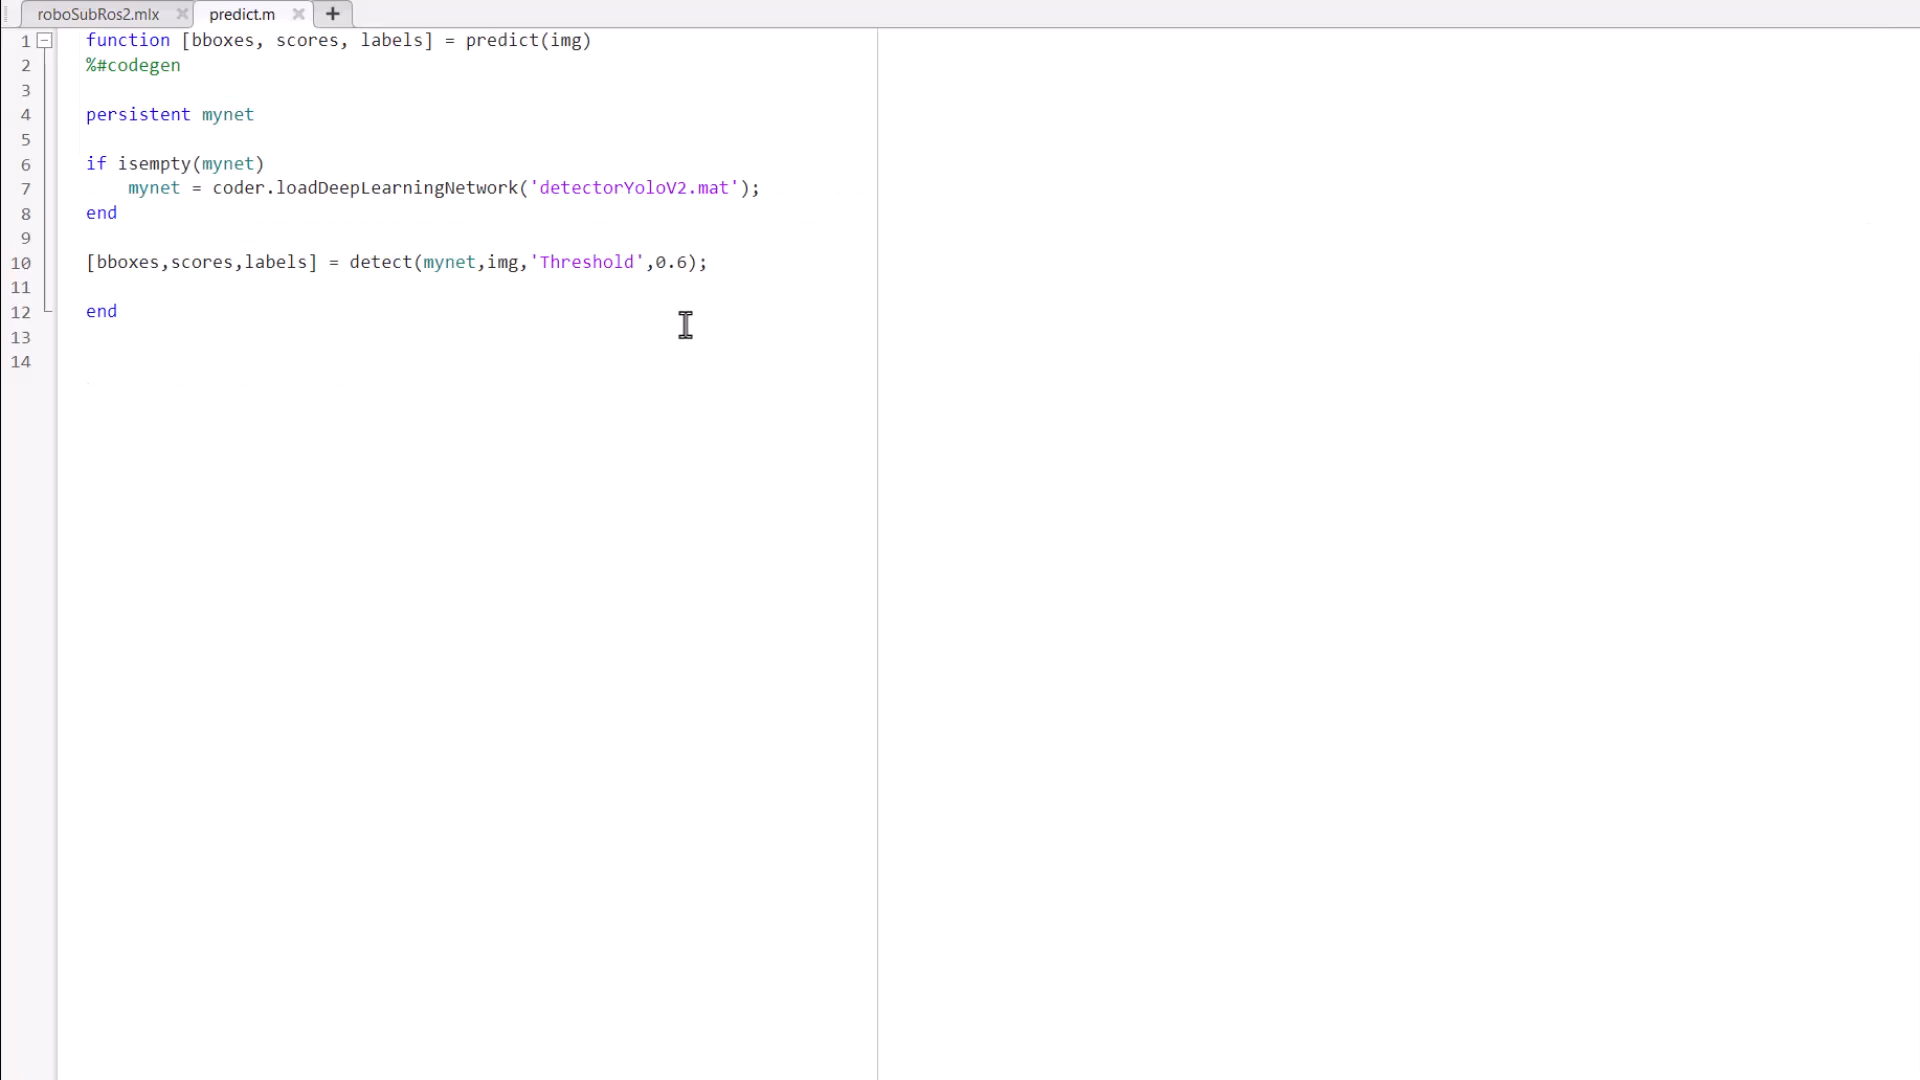 roboSubRos2.mlx predict.m
1 function [bboxes, scores, labels] = predict(img)
2 %#codegen
3
4 persistent mynet
5
6 if isempty(mynet)
7 mynet = coder.loadDeepLearningNetwork('detectorYoloV2.mat');
8 end
9
10 [bboxes,scores,labels] = detect(mynet,img,'Threshold',0.6);
11
12 end
13
14